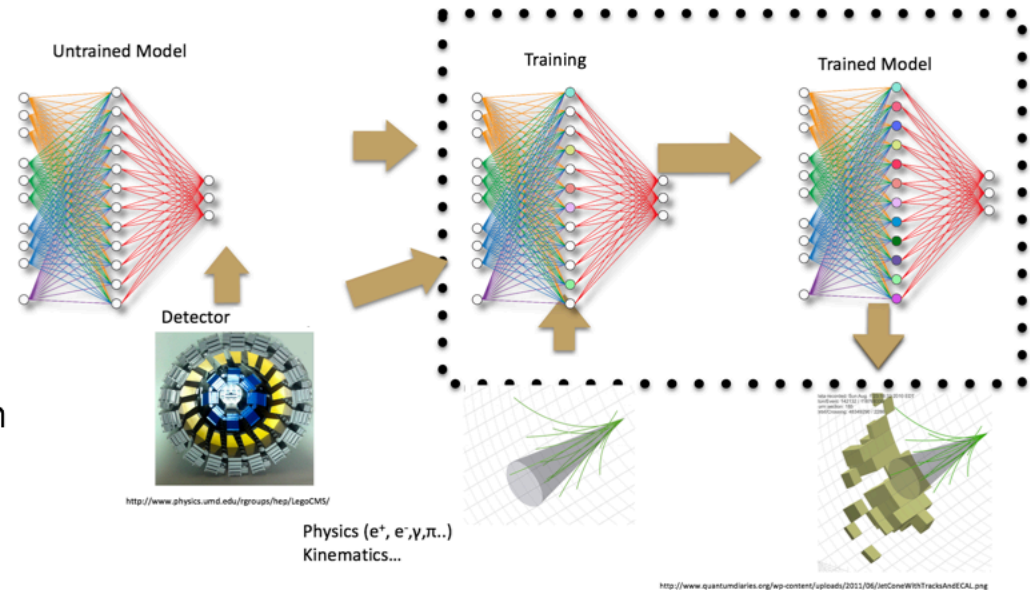 Untrained Model
Training
Trained Model
Detector
http://www.physics.umd.edu/rgroups/hep/LegoCMS/
Physics (e⁺, e⁻,γ,π..)
Kinematics...
http://www.quantumdiaries.org/wp-content/uploads/2011/06/JetConeWithTracksAndECAL.png